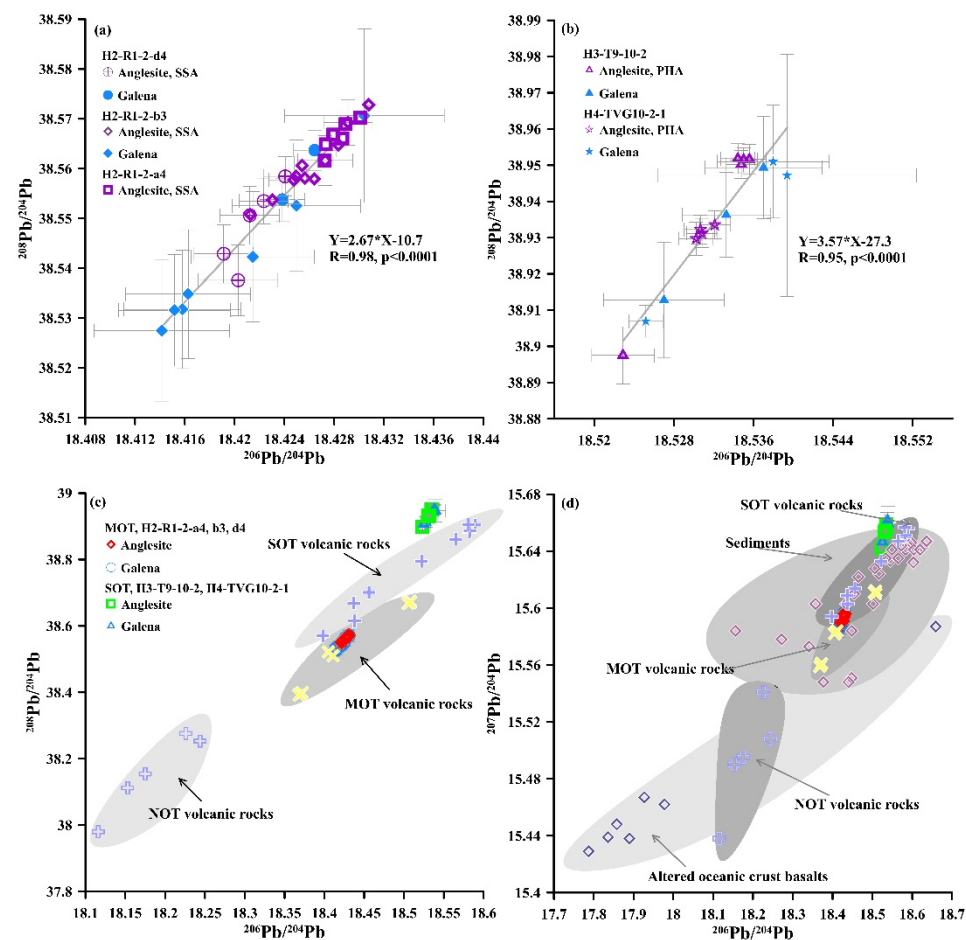 (a)
H2-R1-2-d4
Anglesite, SSA
Galena
H2-R1-2-b3
Anglesite, SSA
Galena
H2-R1-2-a4
Anglesite, SSA
Y=2.67*X-10.7
R=0.98, p<0.0001
38.59
38.58
38.57
38.56
38.55
38.54
38.53
38.52
38.51
208Pb/204Pb
18.408 18.412 18.416 18.42 18.424 18.428 18.432 18.436 18.44
206Pb/204Pb
(b)
H3-T9-10-2
Anglesite, PHA
Galena
H4-TVG10-2-1
Anglesite, PHA
Galena
Y=3.57*X-27.3
R=0.95, p<0.0001
38.99
38.98
38.97
38.96
38.95
38.94
38.93
38.92
38.91
38.9
38.89
38.88
208Pb/204Pb
18.52 18.528 18.536 18.544 18.552
206Pb/204Pb
(c)
MOT, H2-R1-2-a4, b3, d4
Anglesite
Galena
SOT, H3-T9-10-2, H4-TVG10-2-1
Anglesite
Galena
SOT volcanic rocks
MOT volcanic rocks
NOT volcanic rocks
39
38.8
38.6
38.4
38.2
38
37.8
208Pb/204Pb
18.1 18.15 18.2 18.25 18.3 18.35 18.4 18.45 18.5 18.55 18.6
206Pb/204Pb
(d)
SOT volcanic rocks
Sediments
MOT volcanic rocks
NOT volcanic rocks
Altered oceanic crust basalts
15.68
15.64
15.6
15.56
15.52
15.48
15.44
15.4
207Pb/204Pb
17.7 17.8 17.9 18 18.1 18.2 18.3 18.4 18.5 18.6 18.7
206Pb/204Pb